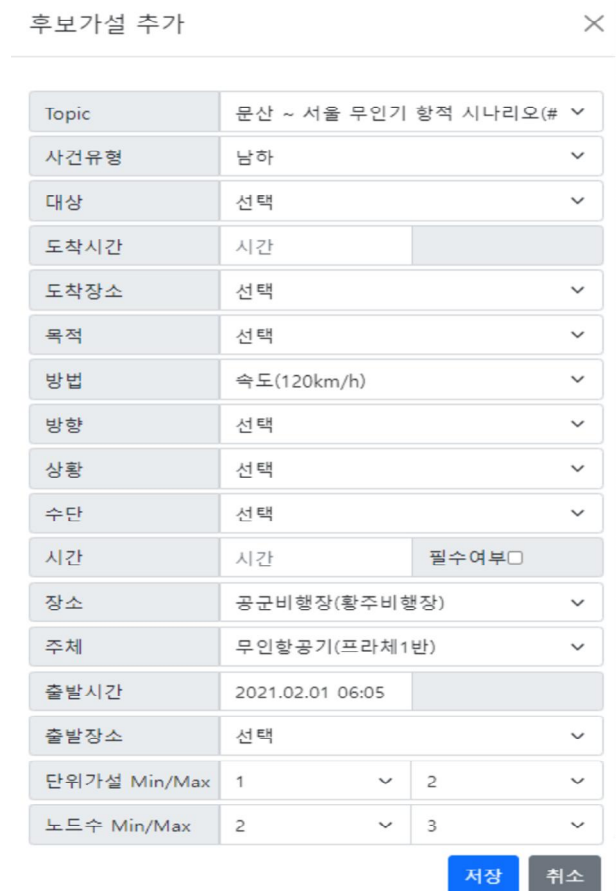 후보가설 추가
Topic 문산 ~ 서울 무인기 항적 시나리오(#
사건유형 남하
대상 선택
도착시간 시간
도착장소 선택
목적 선택
방법 속도(120km/h)
방향 선택
상황 선택
수단 선택
시간 시간 필수여부
장소 공군비행장(황주비행장)
주체 무인항공기(프라체1반)
출발시간 2021.02.01 06:05
출발장소 선택
단위가설 Min/Max 1 2
노드수 Min/Max 2 3
저장 취소